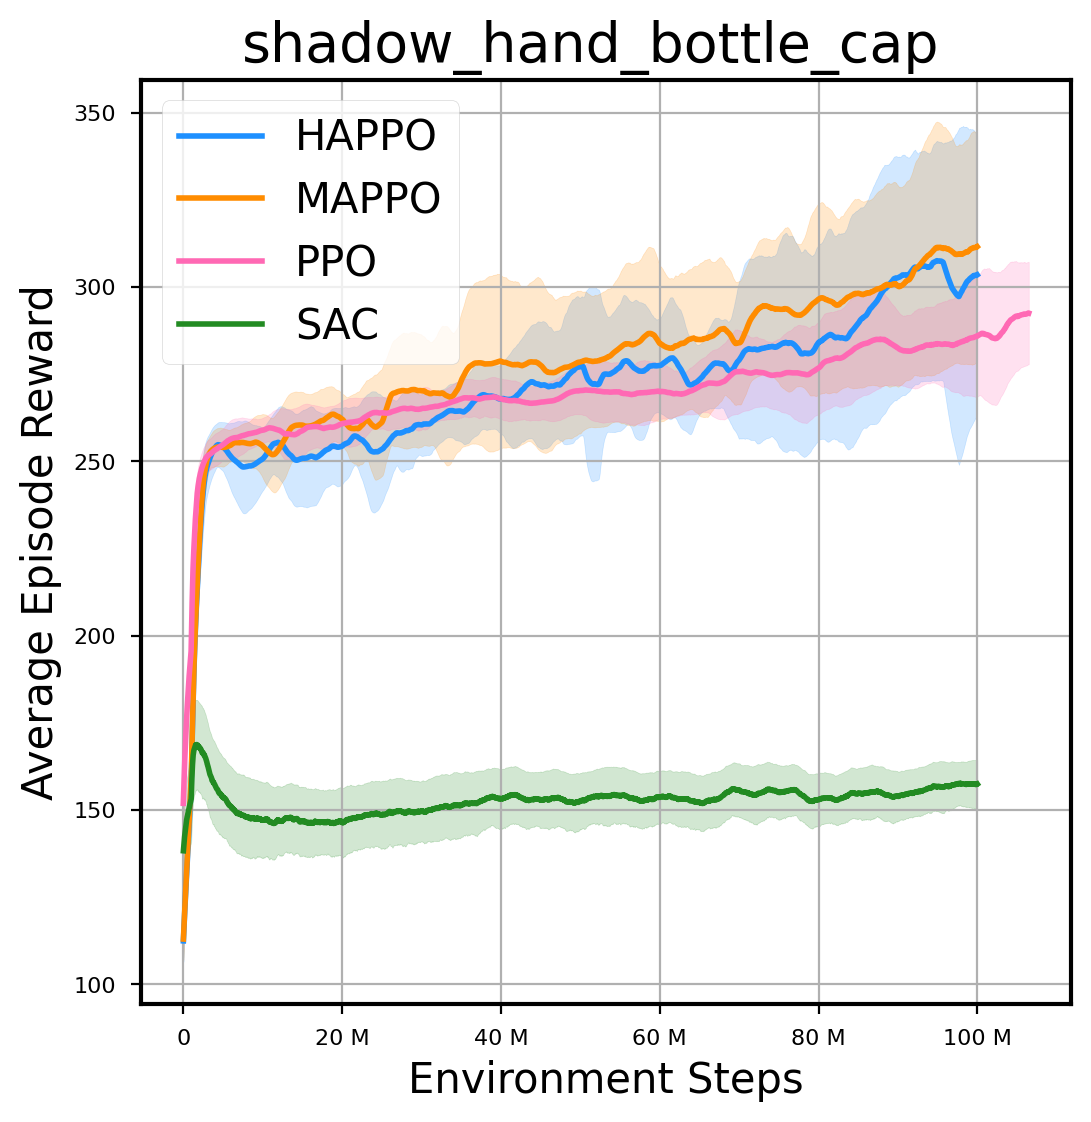 shadow_hand_bottle_cap
350
300
250
200
150
100
Average Episode Reward
HAPPO
MAPPO
PPO
SAC
0
20 M
40 M
60 M
80 M
100 M
Environment Steps